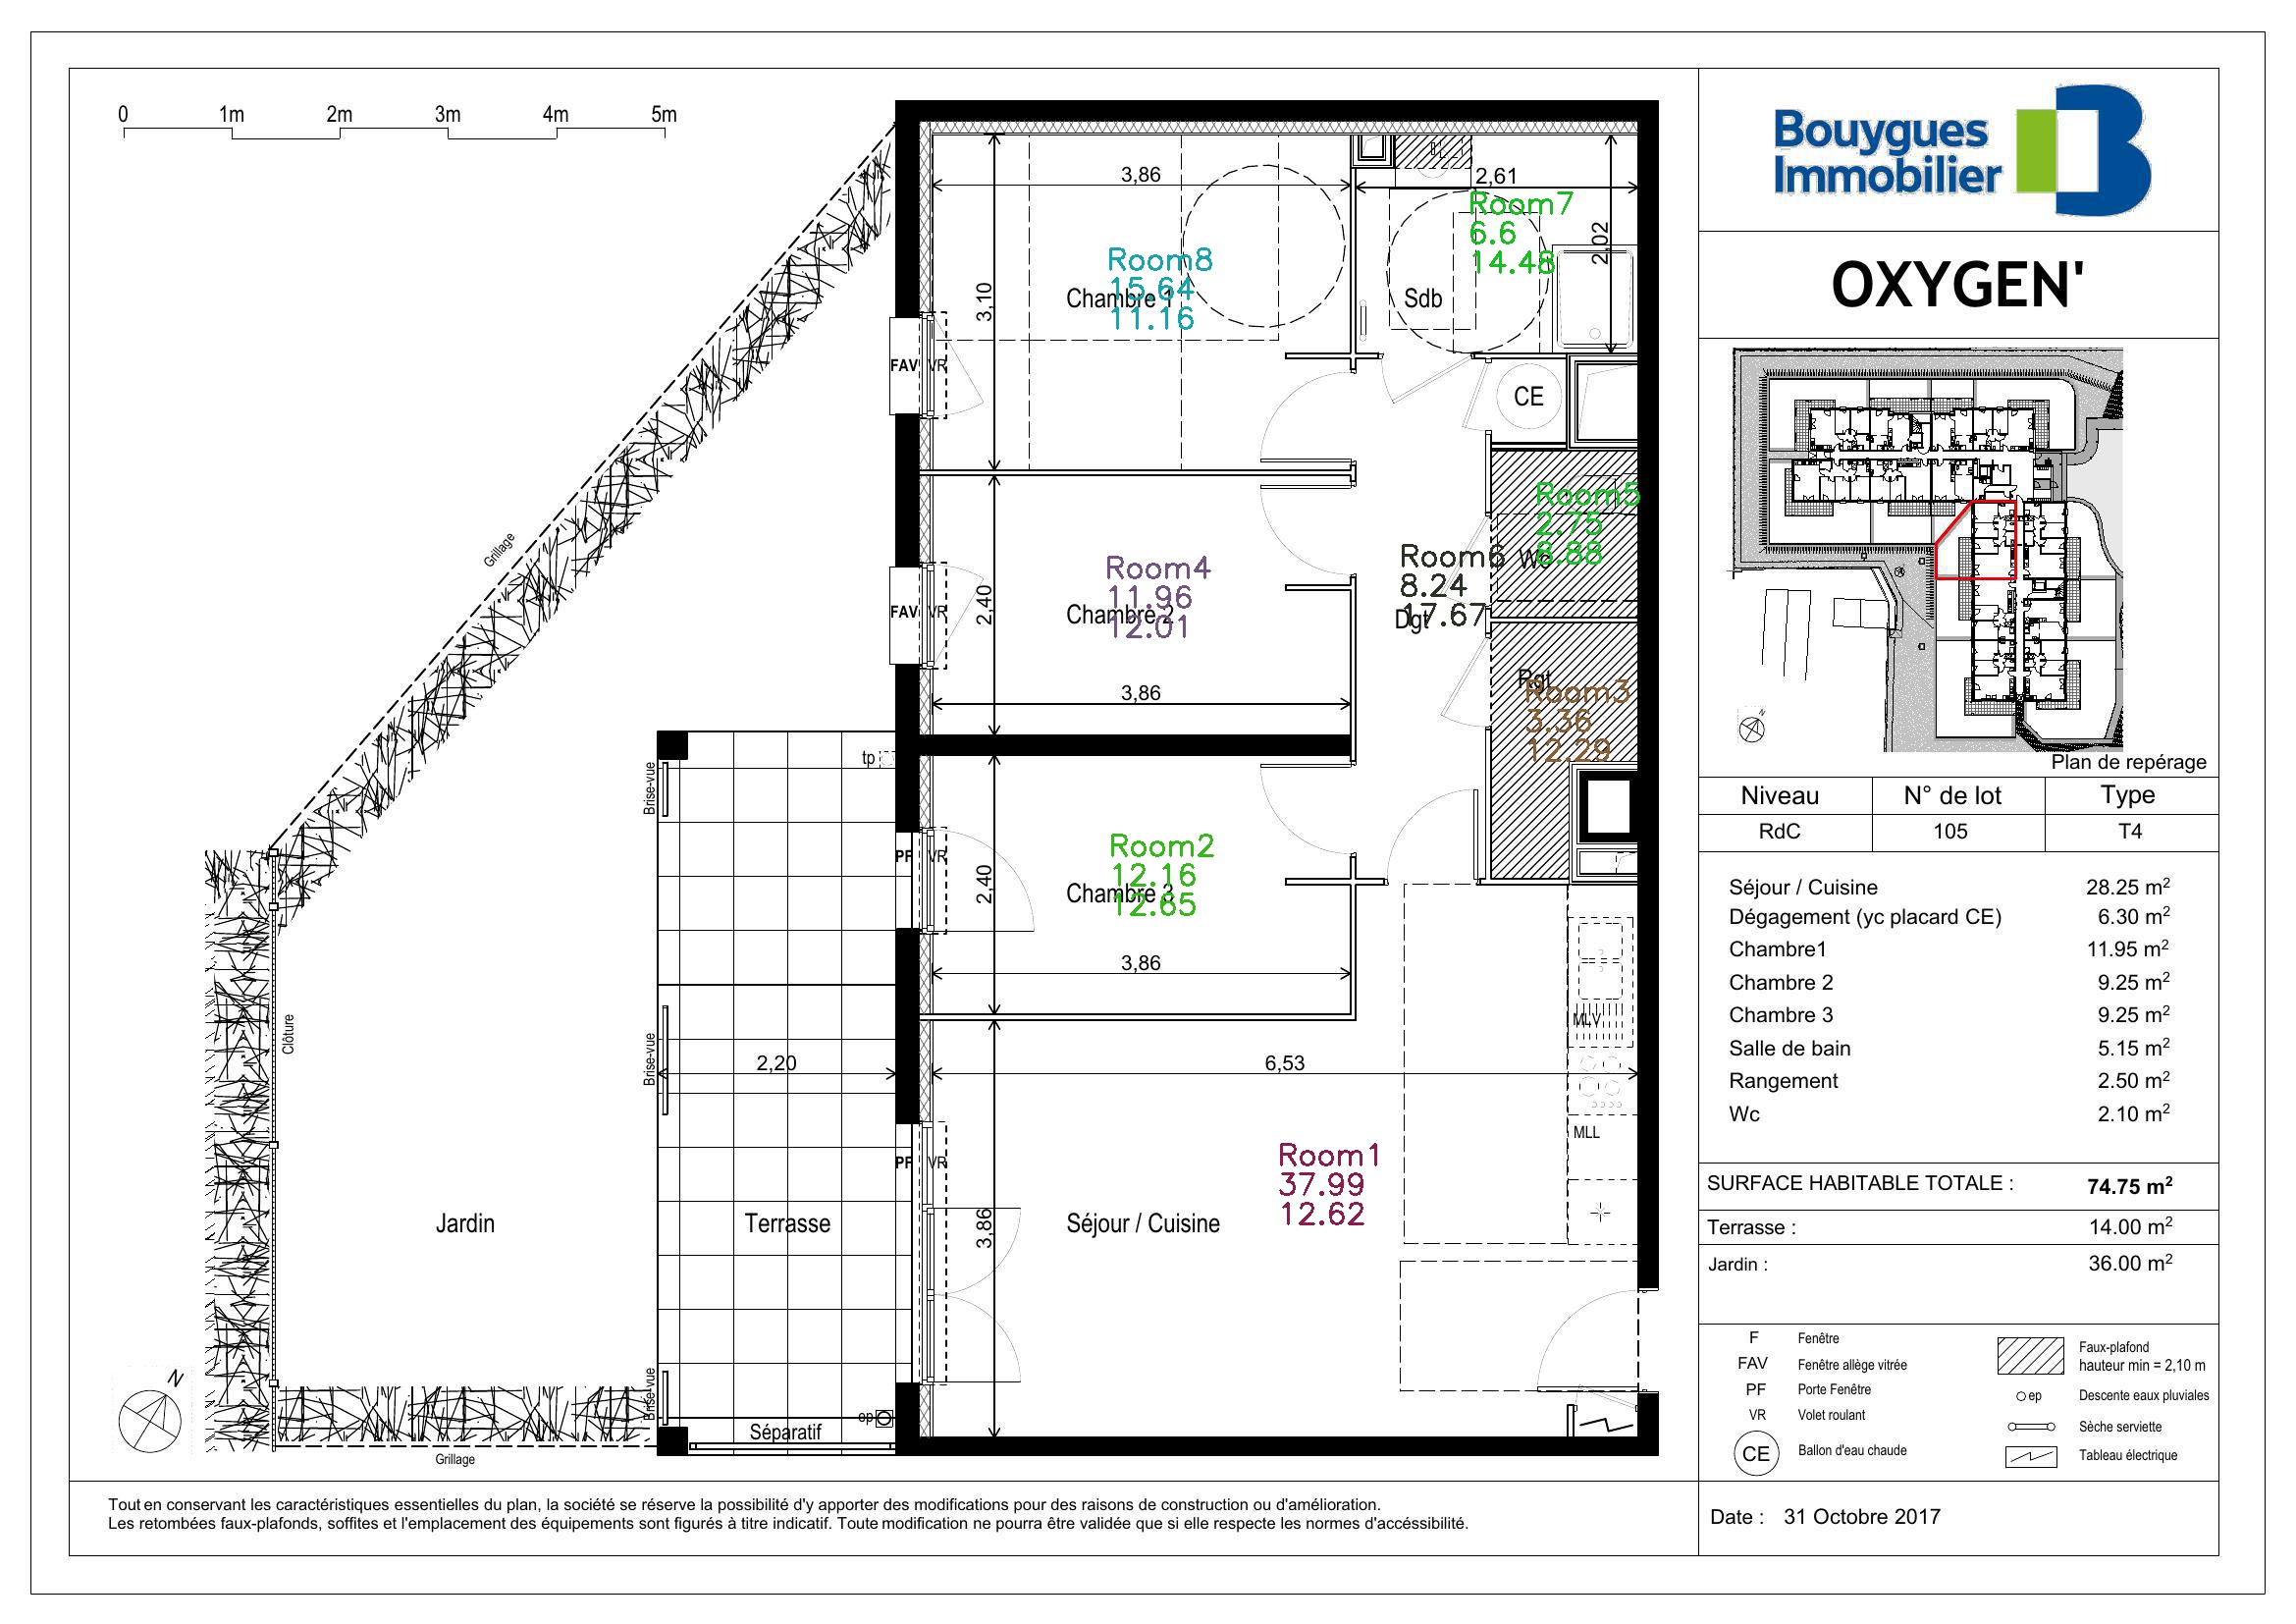 0 1m 2m 3m 4m 5m
3,86
2,61
Room7
6.6
14.48
2,02
Room8
15.64
11.16
Chambre 1
3,10
Sdb
FAV VR
CE
Grillage
Room5
2.75
8.88
Wc
Room6
8.24
17.67
Dgt
Room4
11.96
12.01
Chambre 2
2,40
FAV VR
3,86
Rgt
Room3
3.36
12.29
tp
Brise-vue
PF VR
Room2
12.16
12.65
Chambre 3
2,40
3,86
Clôture
Brise-vue
2,20
6,53
MLV
MLL
PF VR
Room1
37.99
12.62
Jardin
Terrasse
3,86
Séjour / Cuisine
N
Brise-vue
ep
Séparatif
Grillage
Tout en conservant les caractéristiques essentielles du plan, la société se réserve la possibilité d'y apporter des modifications pour des raisons de construction ou d'amélioration.
Les retombées faux-plafonds, soffites et l'emplacement des équipements sont figurés à titre indicatif. Toute modification ne pourra être validée que si elle respecte les normes d'accéssibilité.
Bouygues
Immobilier
OXYGEN'
N
Plan de repérage
Niveau N° de lot Type
RdC 105 T4
Séjour / Cuisine 28.25 m²
Dégagement (yc placard CE) 6.30 m²
Chambre1 11.95 m²
Chambre 2 9.25 m²
Chambre 3 9.25 m²
Salle de bain 5.15 m²
Rangement 2.50 m²
Wc 2.10 m²
SURFACE HABITABLE TOTALE : 74.75 m²
Terrasse : 14.00 m²
Jardin : 36.00 m²
F Fenêtre
FAV Fenêtre allège vitrée
PF Porte Fenêtre
VR Volet roulant
CE Ballon d'eau chaude
Faux-plafond
hauteur min = 2,10 m
ep Descente eaux pluviales
Sèche serviette
Tableau électrique
Date : 31 Octobre 2017